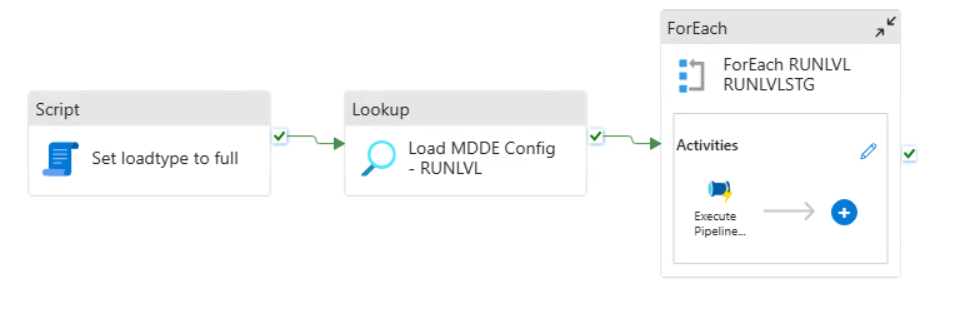 Script
Set loadtype to full
Lookup
Load MDDE Config
- RUNLVL
ForEach
ForEach RUNLVL
RUNLVLSTG
Activities
Execute
Pipeline...